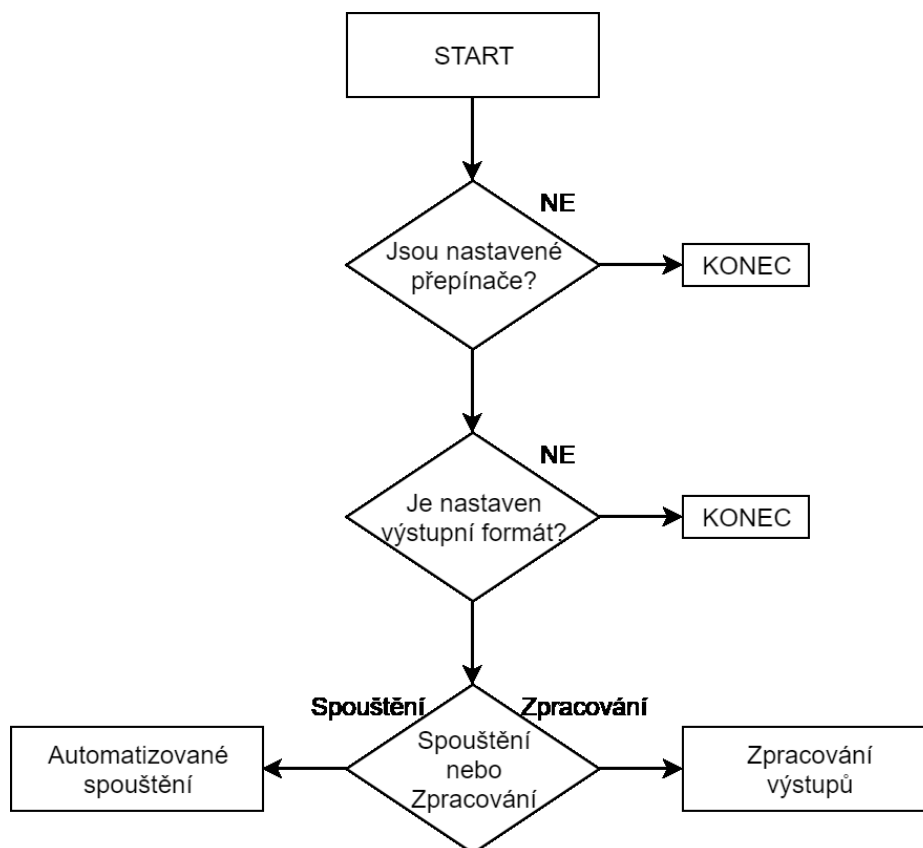 START
NE
Jsou nastavené
přepínače?
KONEC
NE
Je nastaven
výstupní formát?
KONEC
Spouštění
Zpracování
Automatizované
spouštění
Spouštění
nebo
Zpracování
Zpracování
výstupů